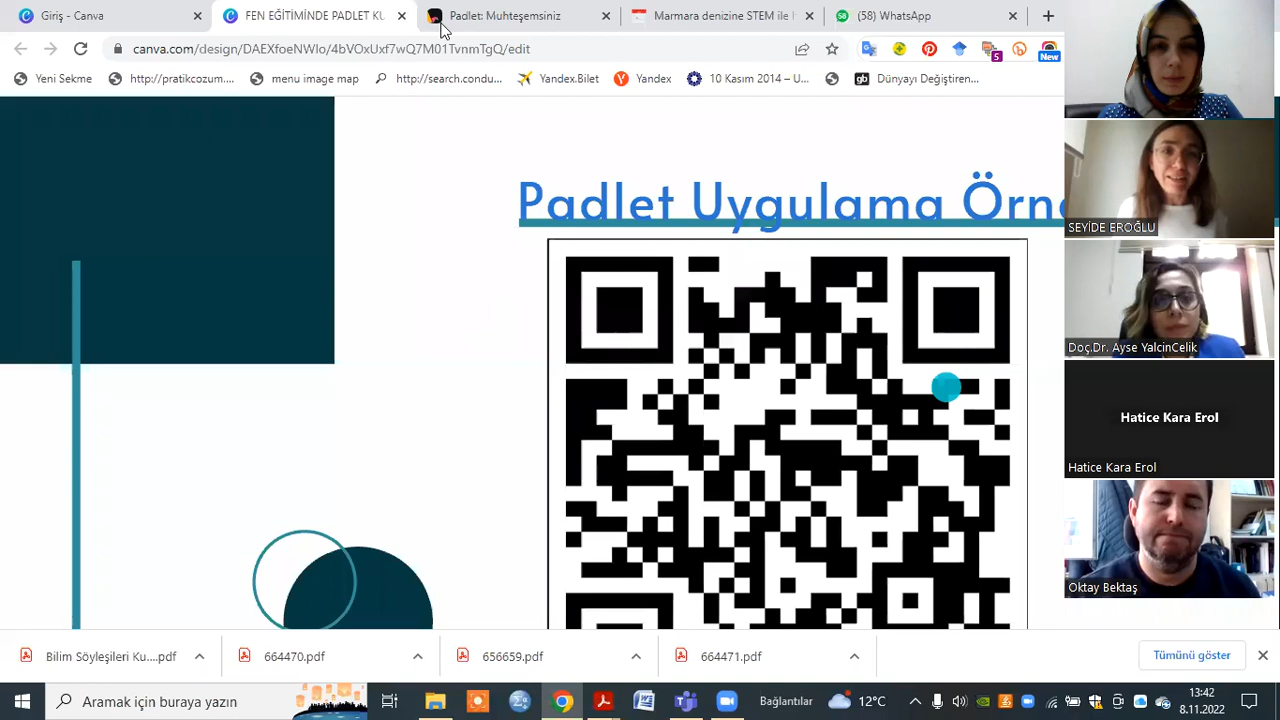 Giriş - Canva
FEN EĞİTİMİNDE PADLET KU
Padlet: Muhteşemsiniz
Marmara denizine STEM ile
(58) WhatsApp
canva.com/design/DAEXfqeNWIo/4bVOxUxf7wQ7M01TvnmTgQ/edit
5
New
Yeni Sekme
http://pratikcozum....
menu image map
http://search.condu...
Yandex.Bilet
Yandex
10 Kasım 2014 – U...
Dünyayı Değiştiren...
Padlet Uygulama Örne
SEYİDE EROĞLU
Doç.Dr. Ayse YalcinCelik
Hatice Kara Erol
Hatice Kara Erol
Oktay Bektaş
Bilim Söyleşileri Ku....pdf
664470.pdf
656659.pdf
664471.pdf
Tümünü göster
Aramak için buraya yazın
Bağlantılar
12°C
13:42
8.11.2022